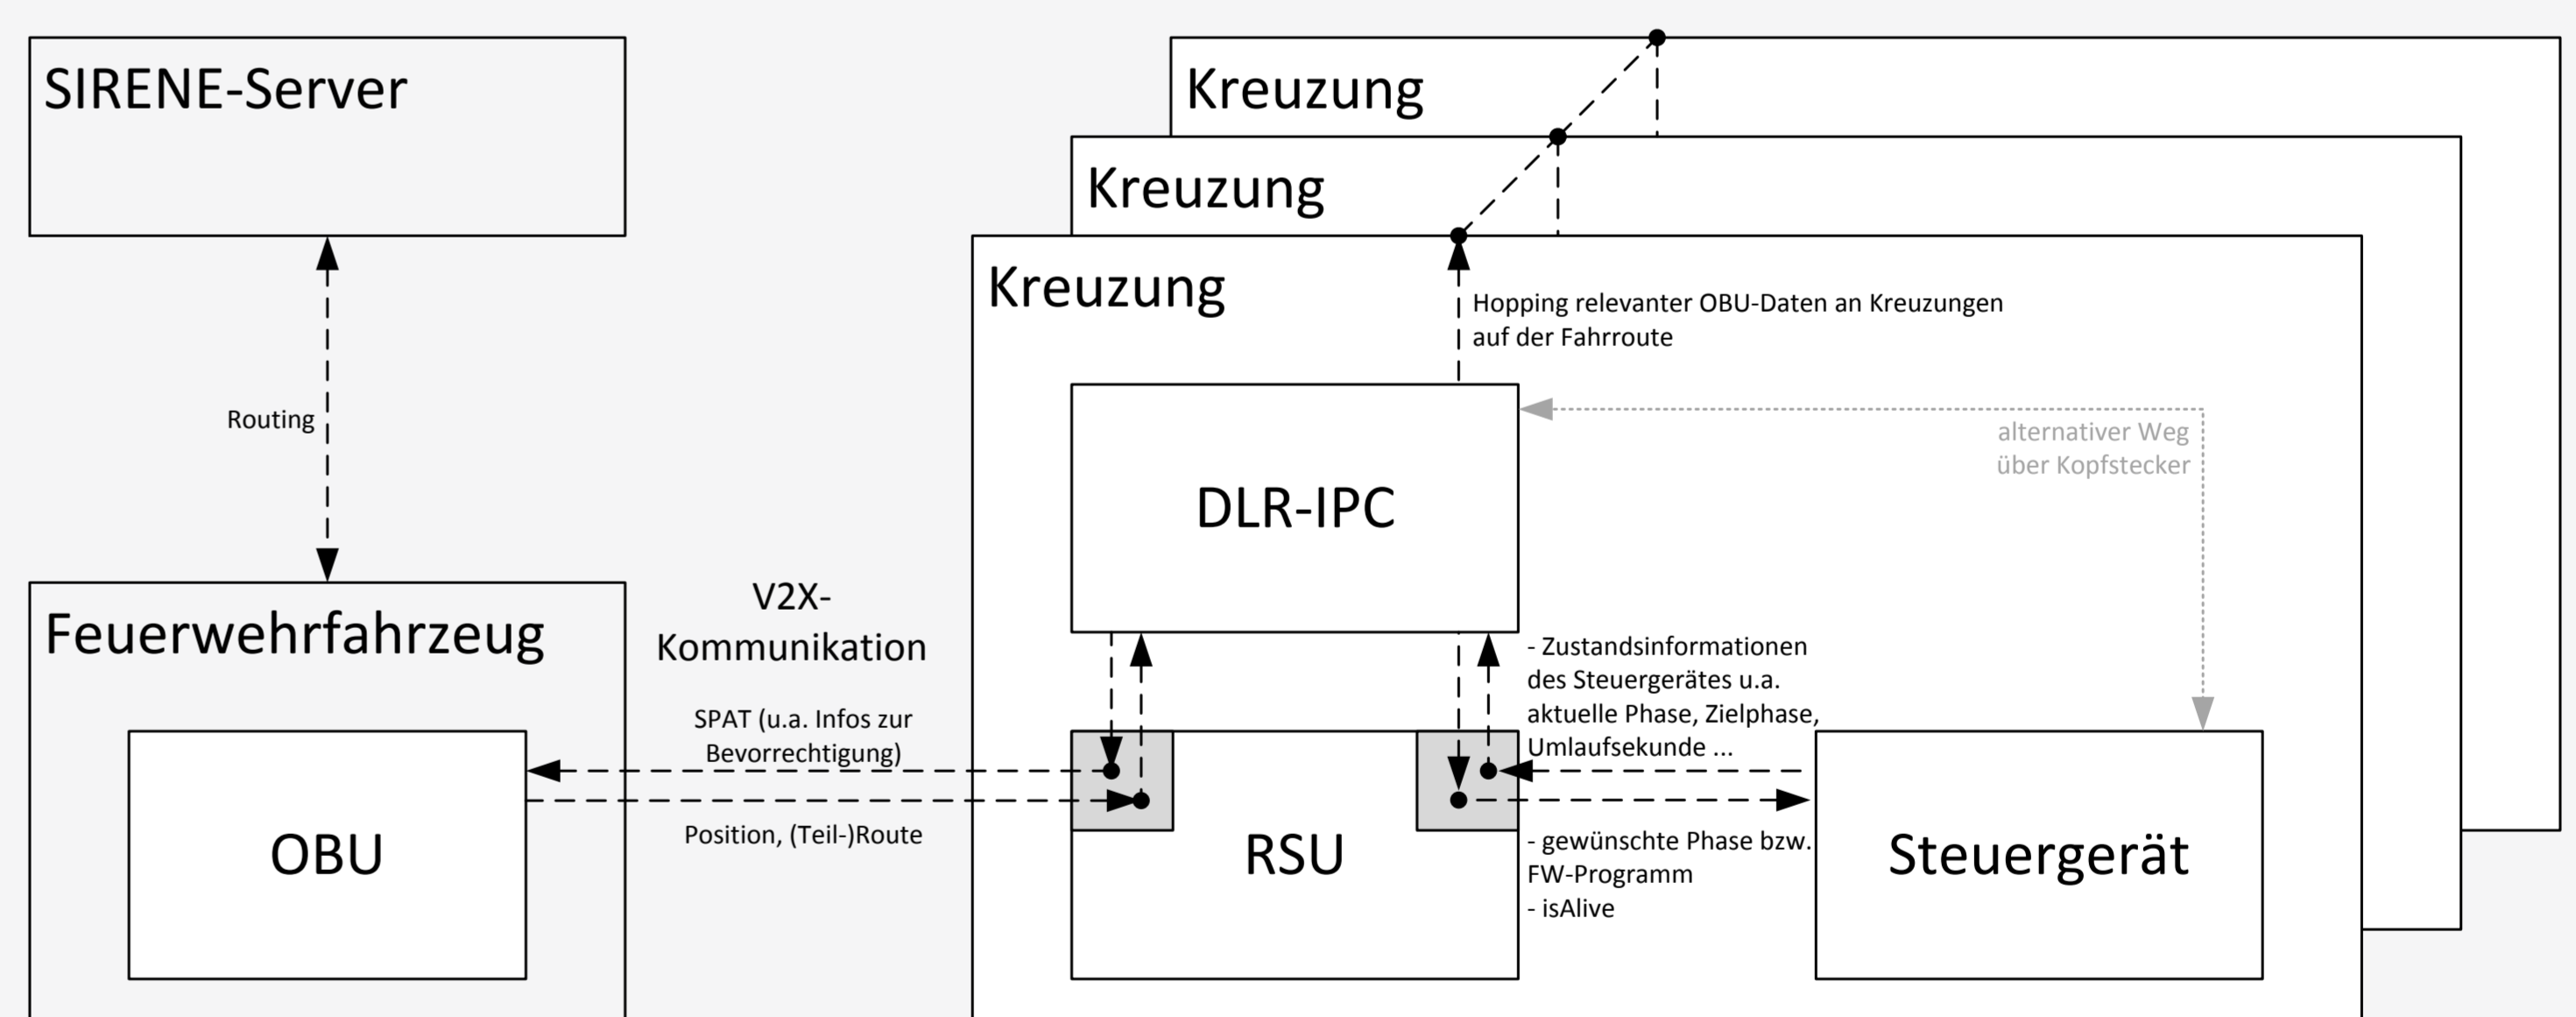 SIRENE-Server
Kreuzung
Kreuzung
Kreuzung
Hopping relevanter OBU-Daten an Kreuzungen
auf der Fahrroute
Routing
alternativer Weg
über Kopfstecker
DLR-IPC
Feuerwehrfahrzeug
V2X-
Kommunikation
SPAT (u.a. Infos zur
Bevorrechtigung)
Position, (Teil-)Route
- Zustandsinformationen
des Steuergerätes u.a.
aktuelle Phase, Zielphase,
Umlaufsekunde ...
OBU
RSU
- gewünschte Phase bzw.
FW-Programm
- isAlive
Steuergerät